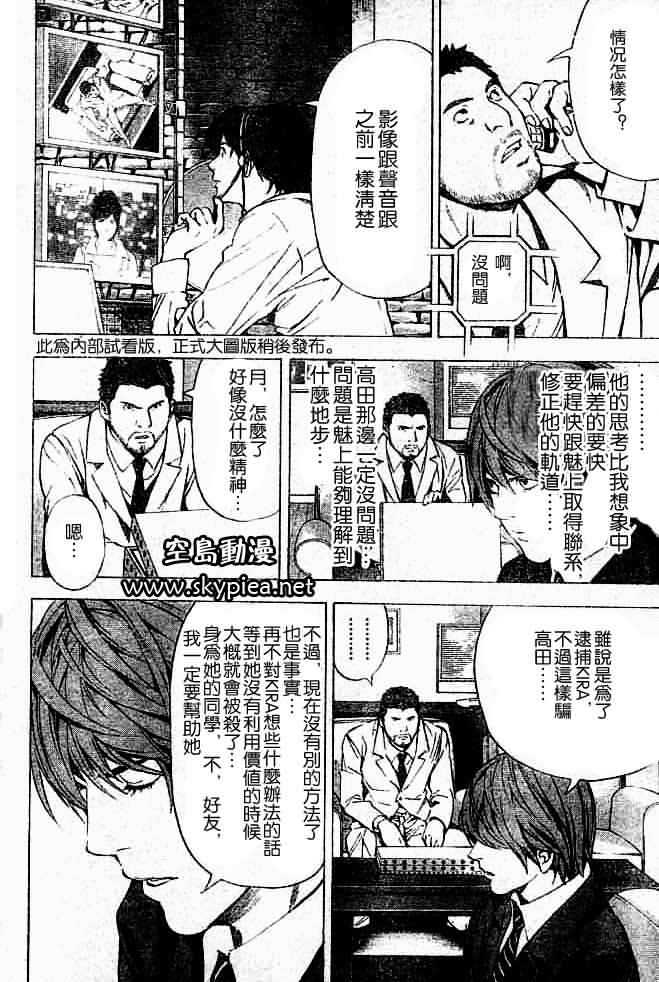 情況怎樣了？
影像跟聲音跟
之前一樣清楚
啊，
沒問題
此為內部試看版，正式大圖版稍後發布。
他的思考比我想象中
偏差的要快
要趕快跟魅上取得聯系，
修正他的軌道………
高田那邊一定沒問題…
問題是魅上能夠理解到
什麼地步…
月，怎麼了
好像沒什麼精神…
嗯…
空島動漫
www.skypiea.net
雖說是為了
逮捕KIRA
不過這樣騙
高田……
………
………
不過，現在沒有別的方法了
也是事實…
再不對KIRA想些什麼辦法的話
等到她沒有利用價值的時候
大概就會被殺了…
身為她的同學，不，好友，
我一定要幫助她